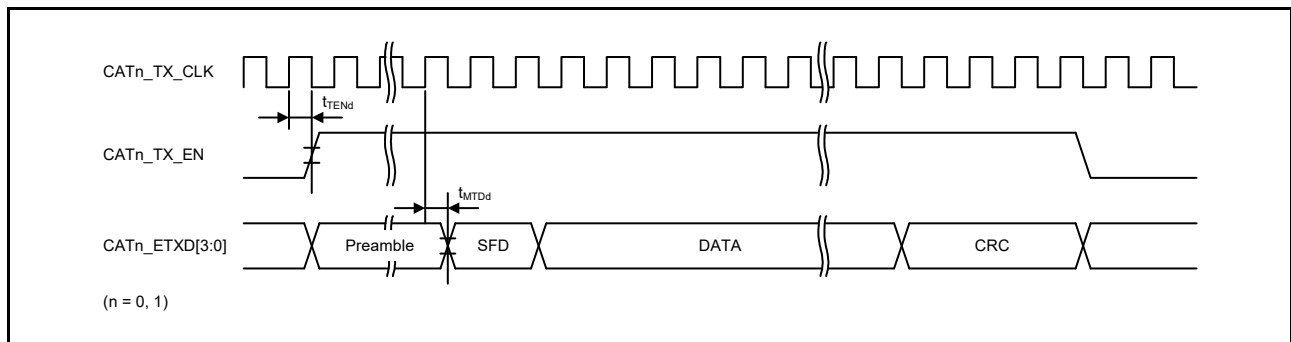 CATn_TX_CLK
tTENd
CATn_TX_EN
tMTDd
CATn_ETXD[3:0] Preamble SFD DATA CRC
(n = 0, 1)